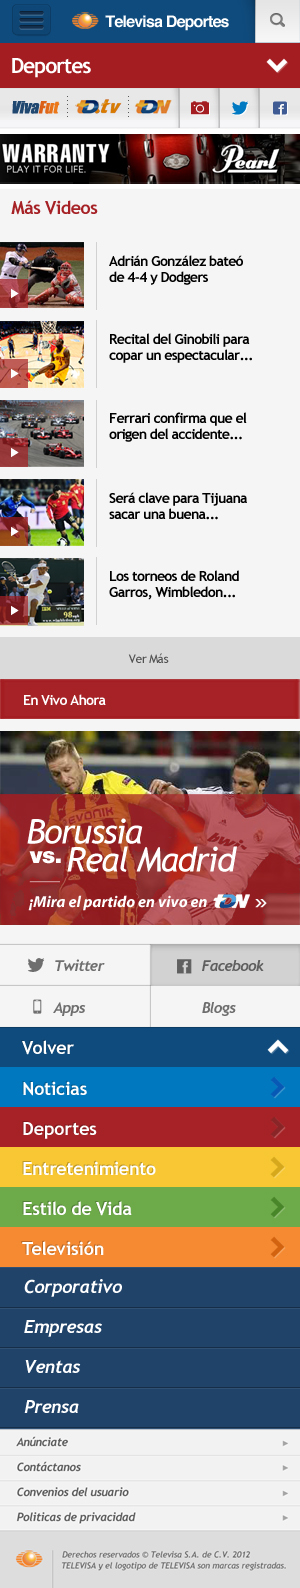 Televisa Deportes
Deportes
VivaFut
TD.tv
TDN
WARRANTY
PLAY IT FOR LIFE.
Pearl
Más Videos
Adrián González bateó
de 4-4 y Dodgers
Recital del Ginobili para
copar un espectacular...
Ferrari confirma que el
origen del accidente...
Será clave para Tijuana
sacar una buena...
Los torneos de Roland
Garros, Wimbledon...
Ver Más
En Vivo Ahora
Borussia
vs. Real Madrid
¡Mira el partido en vivo en TDN »
Twitter
Facebook
Apps
Blogs
Volver
Noticias
Deportes
Entretenimiento
Estilo de Vida
Televisión
Corporativo
Empresas
Ventas
Prensa
Anúnciate
Contáctanos
Convenios del usuario
Politicas de privacidad
Derechos reservados © Televisa S.A. de C.V. 2012
TELEVISA y el logotipo de TELEVISA son marcas registradas.